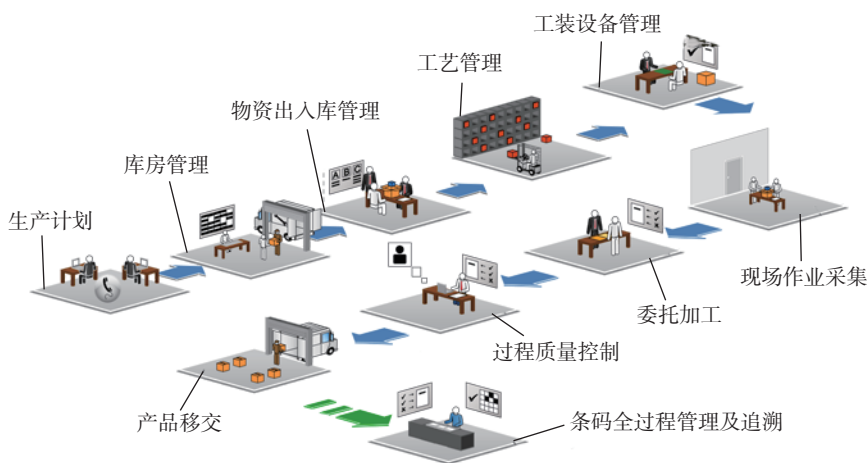 工装设备管理
工艺管理
物资出入库管理
库房管理
生产计划
A B C
现场作业采集
委托加工
过程质量控制
产品移交
条码全过程管理及追溯